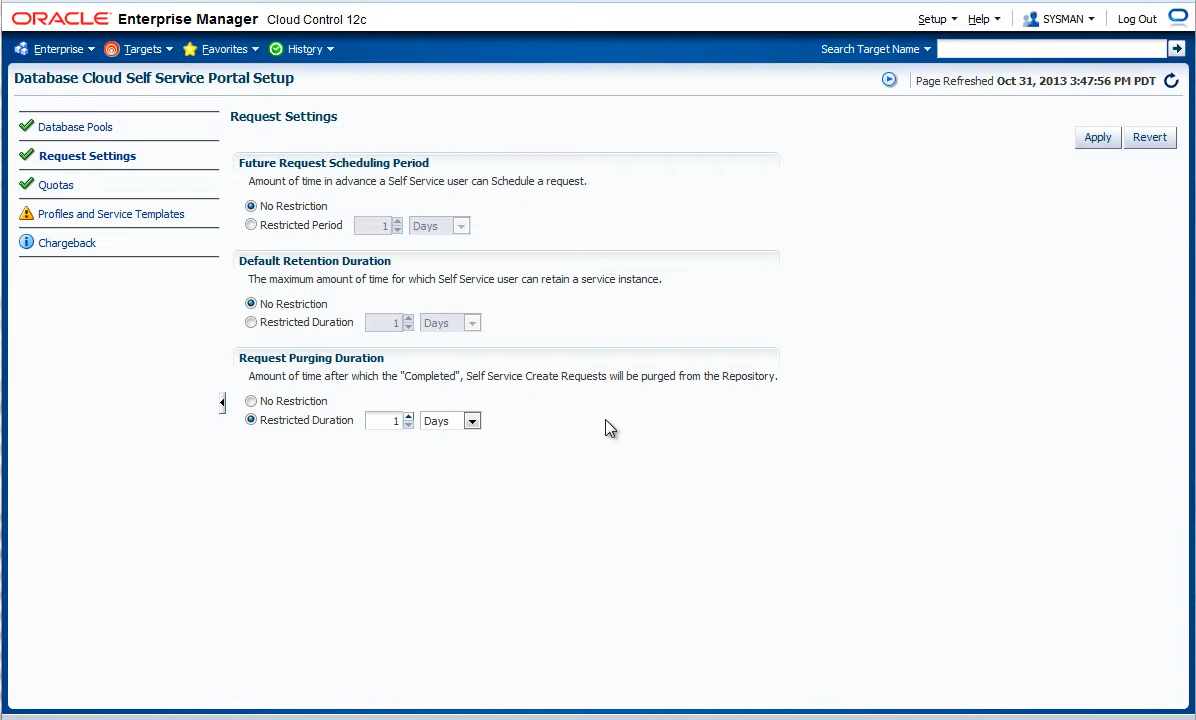 ORACLE Enterprise Manager Cloud Control 12c
Setup Help SYSMAN Log Out
Enterprise Targets Favorites History Search Target Name
Database Cloud Self Service Portal Setup
Page Refreshed Oct 31, 2013 3:47:56 PM PDT
Database Pools
Request Settings
Quotas
Profiles and Service Templates
Chargeback
Request Settings
Apply Revert
Future Request Scheduling Period
Amount of time in advance a Self Service user can Schedule a request.
No Restriction
Restricted Period 1 Days
Default Retention Duration
The maximum amount of time for which Self Service user can retain a service instance.
No Restriction
Restricted Duration 1 Days
Request Purging Duration
Amount of time after which the "Completed", Self Service Create Requests will be purged from the Repository.
No Restriction
Restricted Duration 1 Days